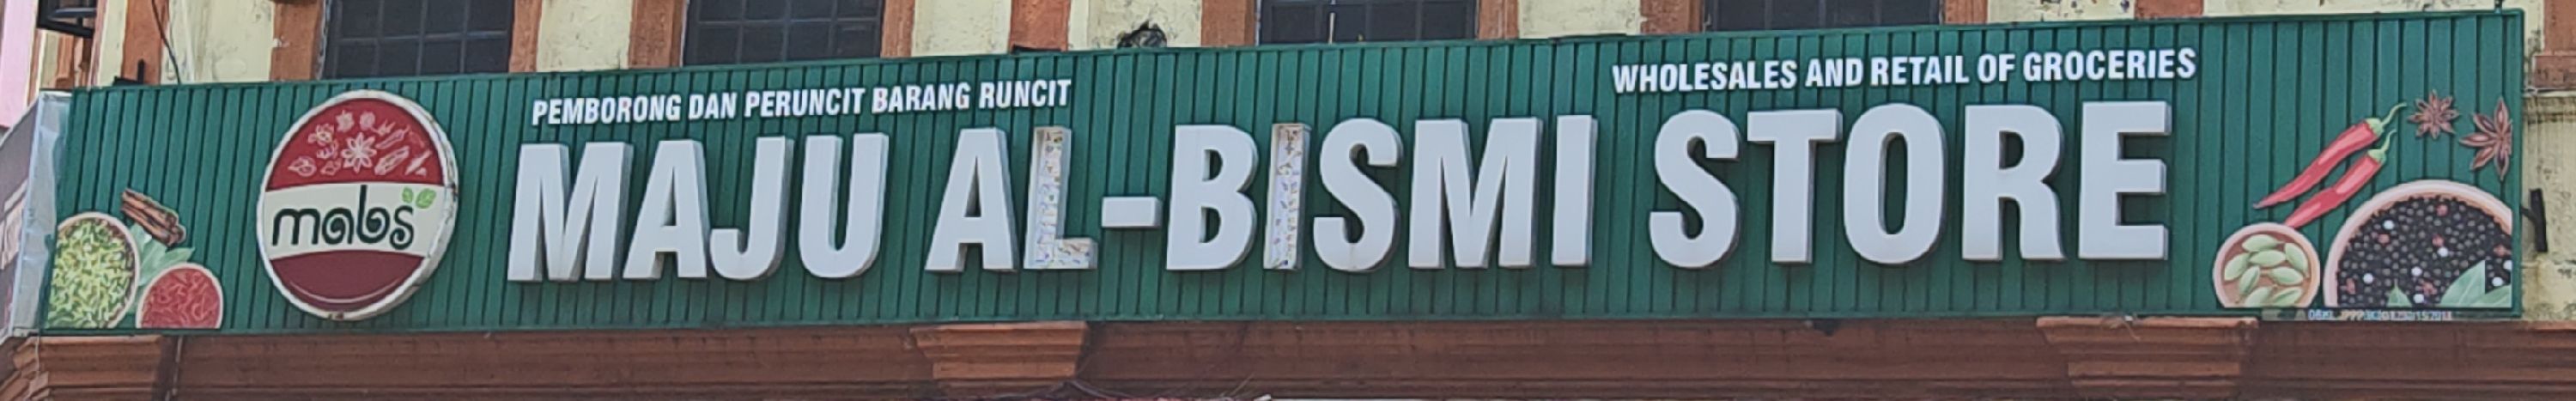 PEMBORONG DAN PERUNCIT BARANG RUNCIT
WHOLESALES AND RETAIL OF GROCERIES
mabs
MAJU AL-BISMI STORE